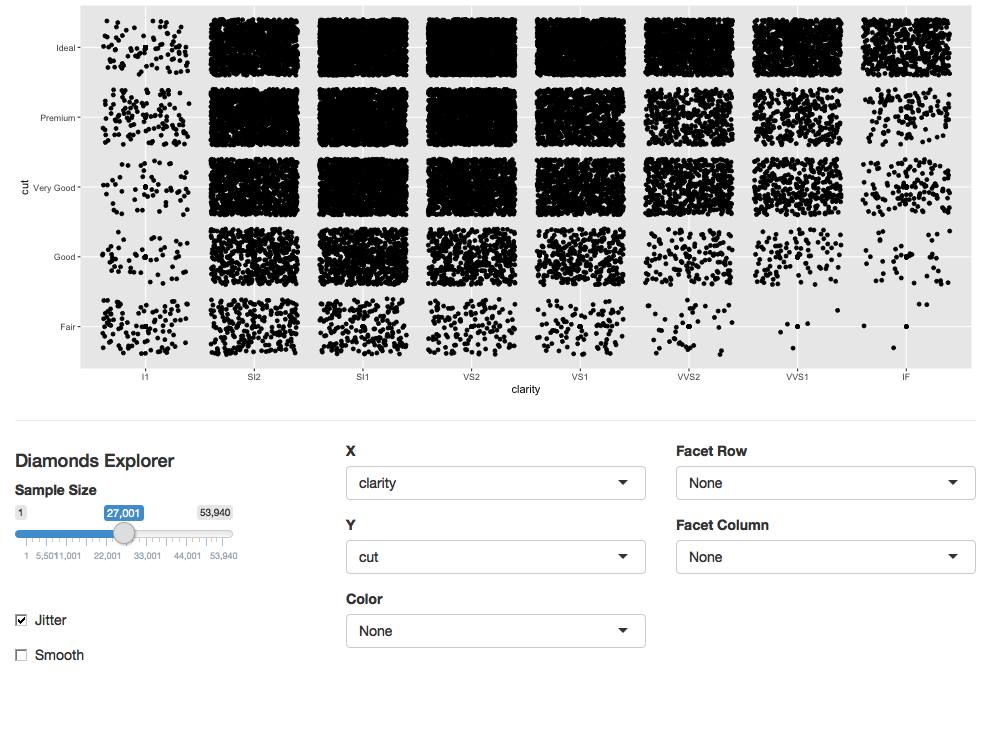 Ideal
Premium
Very Good
Good
Fair
cut
I1 SI2 SI1 VS2 VS1 VVS2 VVS1 IF
clarity
Diamonds Explorer
Sample Size
1 27,001 53,940
1 5,501 11,001 22,001 33,001 44,001 53,940
Jitter
Smooth
X
clarity
Y
cut
Color
None
Facet Row
None
Facet Column
None